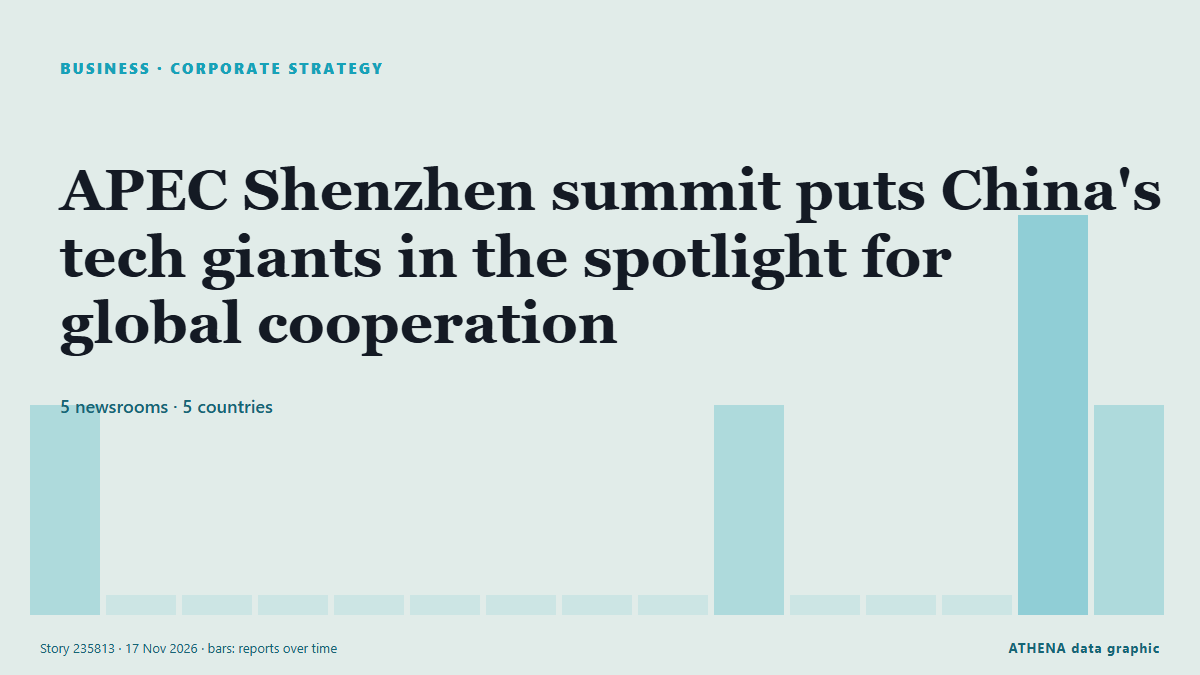 BUSINESS · CORPORATE STRATEGY
APEC Shenzhen summit puts China's
tech giants in the spotlight for
global cooperation
5 newsrooms · 5 countries
Story 235813 · 17 Nov 2026 · bars: reports over time
ATHENA data graphic